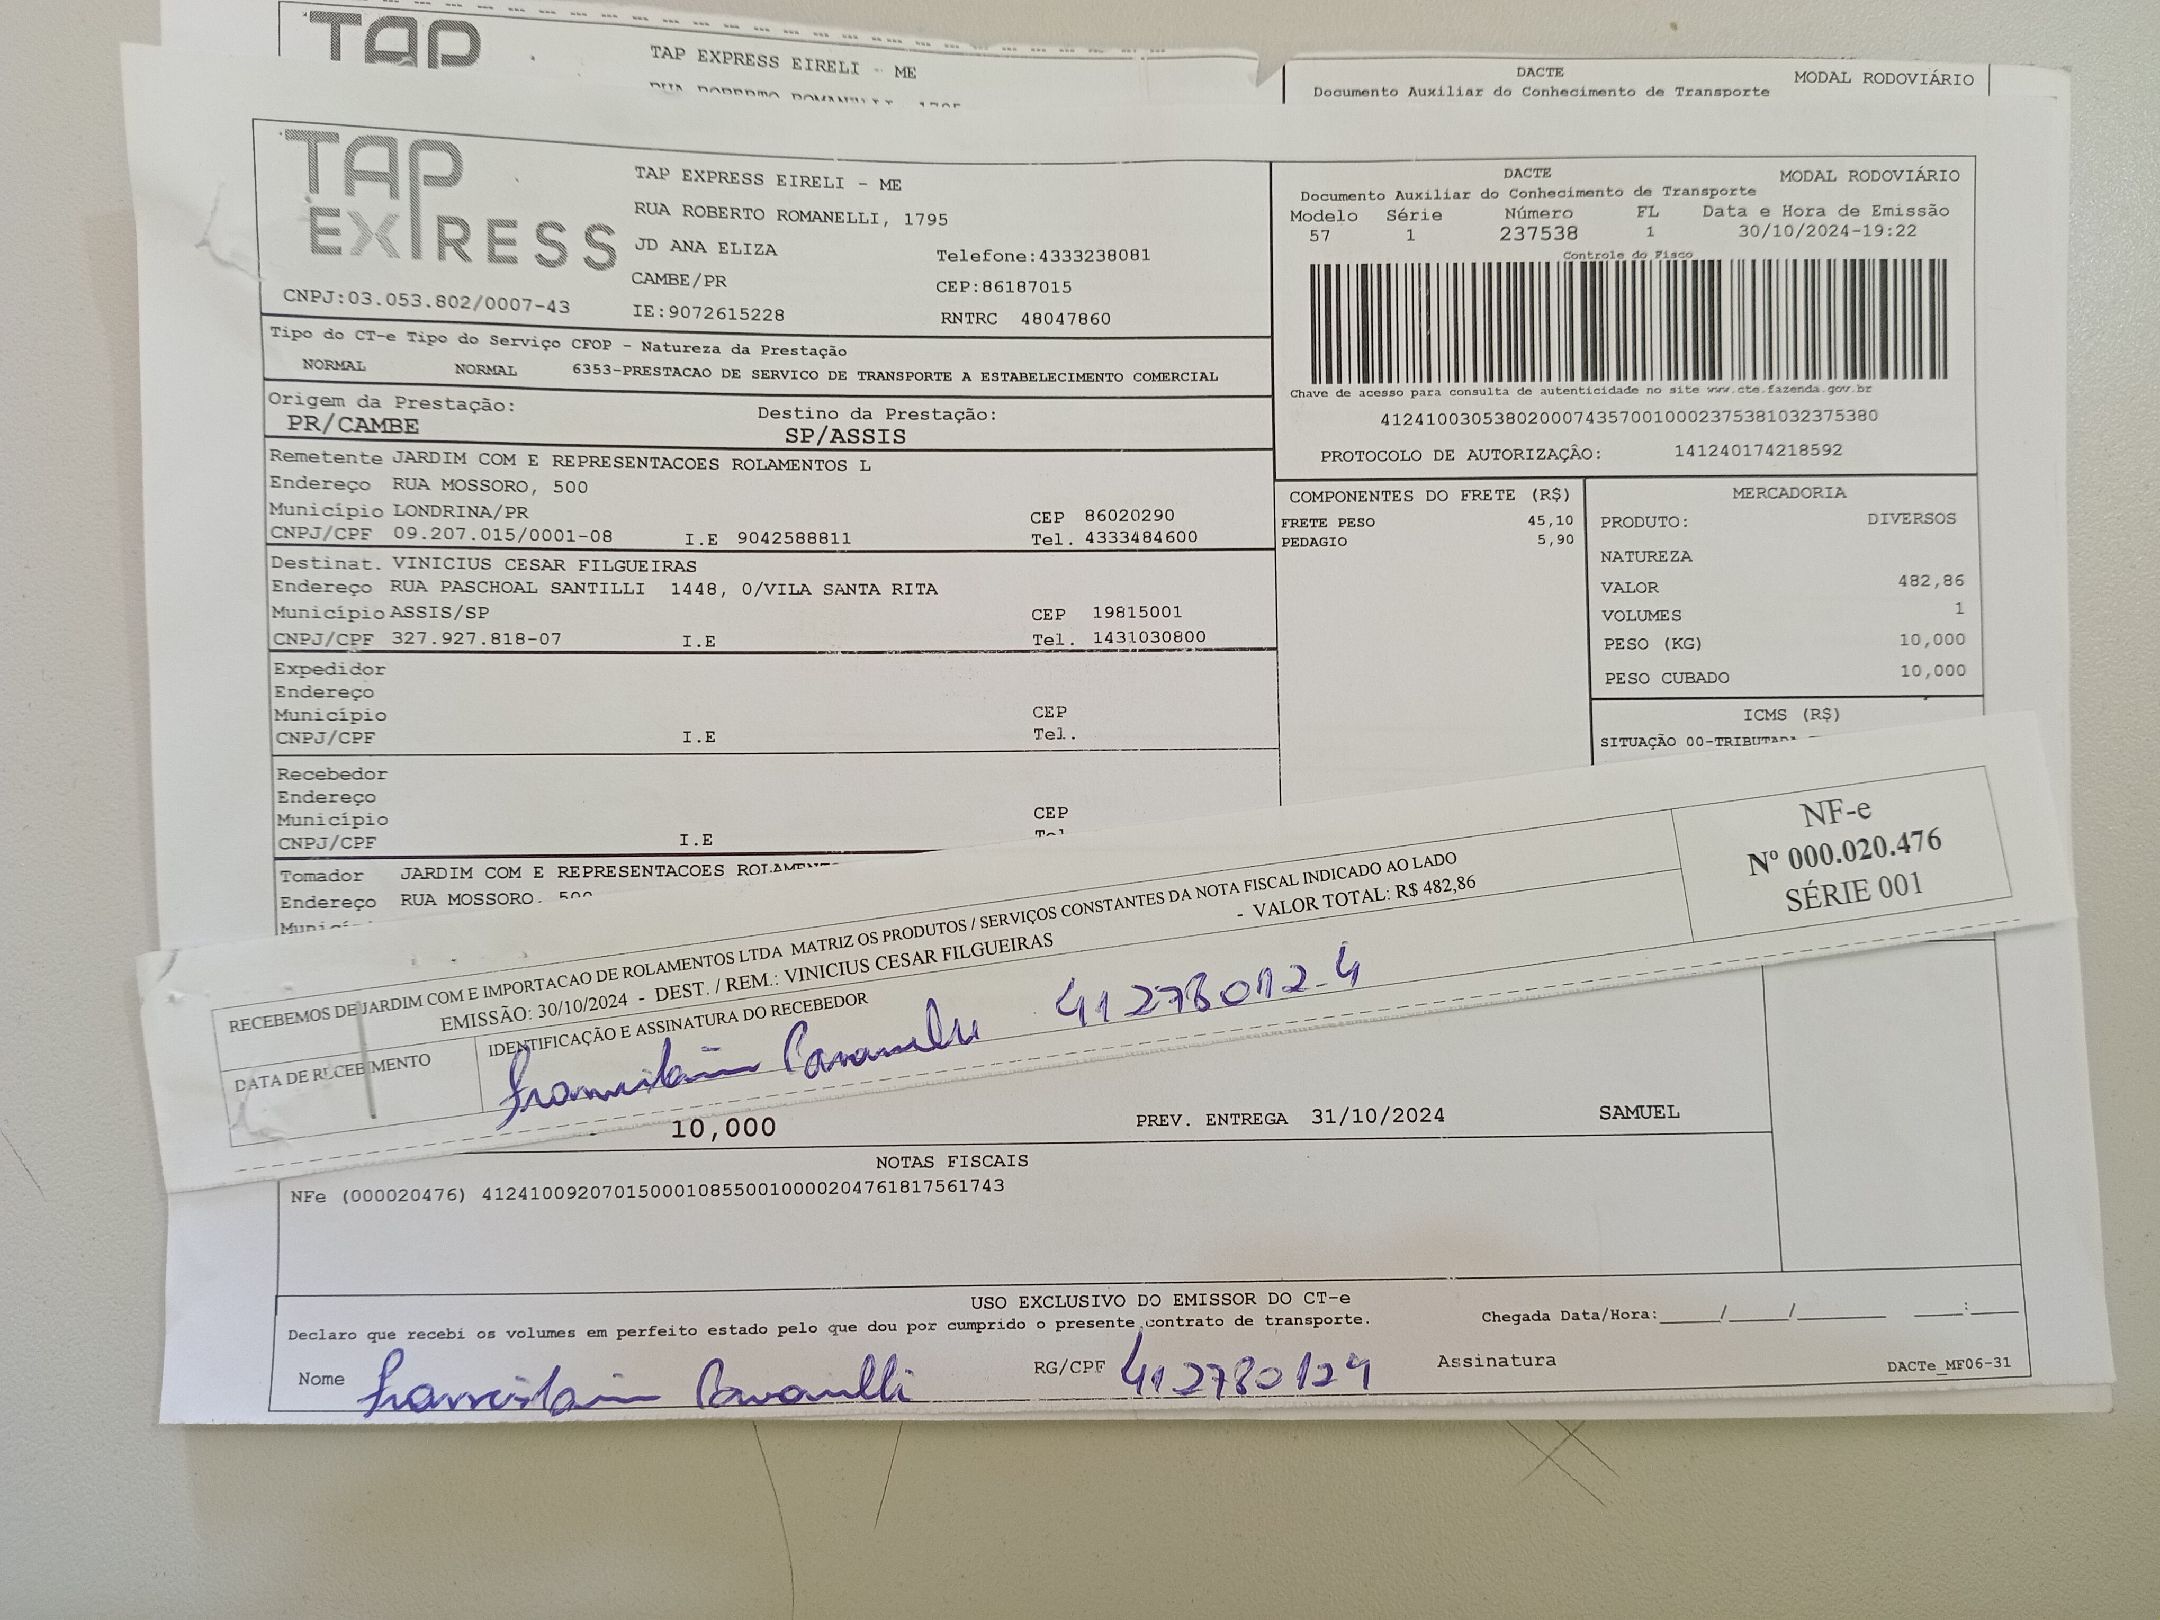 TAP
TAP EXPRESS EIRELI - ME
DACTE
MODAL RODOVIÁRIO
Documento Auxiliar do Conhecimento de Transporte
TAP EXPRESS
TAP EXPRESS EIRELI - ME
RUA ROBERTO ROMANELLI, 1795
JD ANA ELIZA
Telefone:4333238081
CAMBE/PR
CEP:86187015
CNPJ:03.053.802/0007-43
IE:9072615228
RNTRC 48047860
DACTE
MODAL RODOVIÁRIO
Documento Auxiliar do Conhecimento de Transporte
Modelo Série Número FL Data e Hora de Emissão
57 1 237538 1 30/10/2024-19:22
Controle do Fisco
Chave de acesso para consulta de autenticidade no site www.cte.fazenda.gov.br
41241003053802000743570010002375381032375380
PROTOCOLO DE AUTORIZAÇÃO: 141240174218592
Tipo do CT-e Tipo do Serviço CFOP - Natureza da Prestação
NORMAL NORMAL 6353-PRESTACAO DE SERVICO DE TRANSPORTE A ESTABELECIMENTO COMERCIAL
Origem da Prestação: Destino da Prestação:
PR/CAMBE SP/ASSIS
Remetente JARDIM COM E REPRESENTACOES ROLAMENTOS L
Endereço RUA MOSSORO, 500
Município LONDRINA/PR CEP 86020290
CNPJ/CPF 09.207.015/0001-08 I.E 9042588811 Tel. 4333484600
Destinat. VINICIUS CESAR FILGUEIRAS
Endereço RUA PASCHOAL SANTILLI 1448, 0/VILA SANTA RITA
Município ASSIS/SP CEP 19815001
CNPJ/CPF 327.927.818-07 I.E Tel. 1431030800
Expedidor
Endereço
Município CEP
CNPJ/CPF I.E Tel.
Recebedor
Endereço
Município CEP
CNPJ/CPF I.E
Tomador JARDIM COM E REPRESENTACOES
Endereço RUA MOSSORO, 500
COMPONENTES DO FRETE (R$)
FRETE PESO 45,10
PEDAGIO 5,90
MERCADORIA
PRODUTO: DIVERSOS
NATUREZA
VALOR 482,86
VOLUMES 1
PESO (KG) 10,000
PESO CUBADO 10,000
ICMS (R$)
SITUAÇÃO 00-TRIBUTADA
RECEBEMOS DE JARDIM COM E IMPORTACAO DE ROLAMENTOS LTDA MATRIZ OS PRODUTOS / SERVIÇOS CONSTANTES DA NOTA FISCAL INDICADO AO LADO
EMISSÃO: 30/10/2024 - DEST. / REM.: VINICIUS CESAR FILGUEIRAS - VALOR TOTAL: R$ 482,86
DATA DE RECEBIMENTO
IDENTIFICAÇÃO E ASSINATURA DO RECEBEDOR
412780124
NF-e
Nº 000.020.476
SÉRIE 001
10,000 PREV. ENTREGA 31/10/2024 SAMUEL
NOTAS FISCAIS
NFe (000020476) 41241009207015000108550010000204761817561743
USO EXCLUSIVO DO EMISSOR DO CT-e
Declaro que recebi os volumes em perfeito estado pelo que dou por cumprido o presente contrato de transporte.
Chegada Data/Hora:____/____/______ ____:____
Nome
RG/CPF 412780124
Assinatura
DACTe_MF06-31